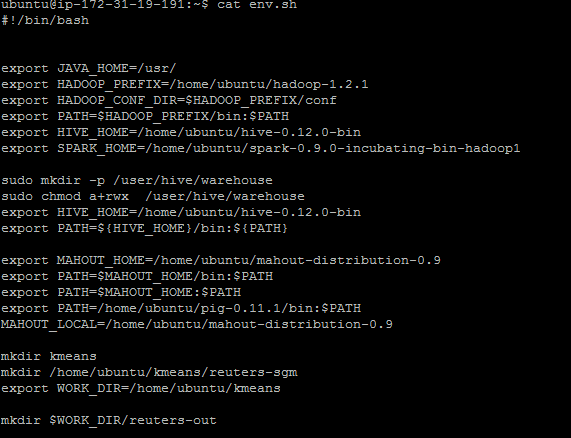 ubuntu@ip-172-31-19-191:~$ cat env.sh
#!/bin/bash
export JAVA_HOME=/usr/
export HADOOP_PREFIX=/home/ubuntu/hadoop-1.2.1
export HADOOP_CONF_DIR=$HADOOP_PREFIX/conf
export PATH=$HADOOP_PREFIX/bin:$PATH
export HIVE_HOME=/home/ubuntu/hive-0.12.0-bin
export SPARK_HOME=/home/ubuntu/spark-0.9.0-incubating-bin-hadoop1
sudo mkdir -p /user/hive/warehouse
sudo chmod a+rwx  /user/hive/warehouse
export HIVE_HOME=/home/ubuntu/hive-0.12.0-bin
export PATH=${HIVE_HOME}/bin:${PATH}
export MAHOUT_HOME=/home/ubuntu/mahout-distribution-0.9
export PATH=$MAHOUT_HOME/bin:$PATH
export PATH=$MAHOUT_HOME:$PATH
export PATH=/home/ubuntu/pig-0.11.1/bin:$PATH
MAHOUT_LOCAL=/home/ubuntu/mahout-distribution-0.9
mkdir kmeans
mkdir /home/ubuntu/kmeans/reuters-sgm
export WORK_DIR=/home/ubuntu/kmeans
mkdir $WORK_DIR/reuters-out